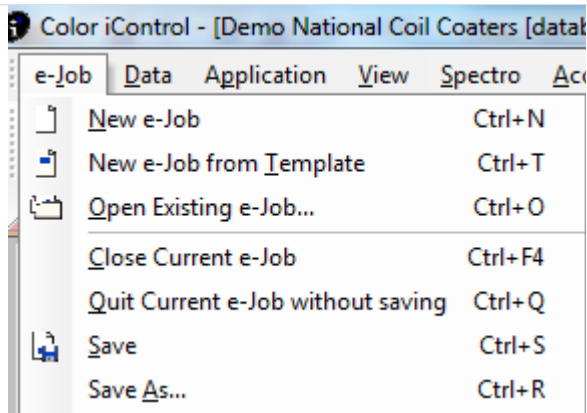 Color iControl - [Demo National Coil Coaters [datab
e-Job Data Application View Spectro Acc
New e-Job Ctrl+N
New e-Job from Template Ctrl+T
Open Existing e-Job... Ctrl+O
Close Current e-Job Ctrl+F4
Quit Current e-Job without saving Ctrl+Q
Save Ctrl+S
Save As... Ctrl+R